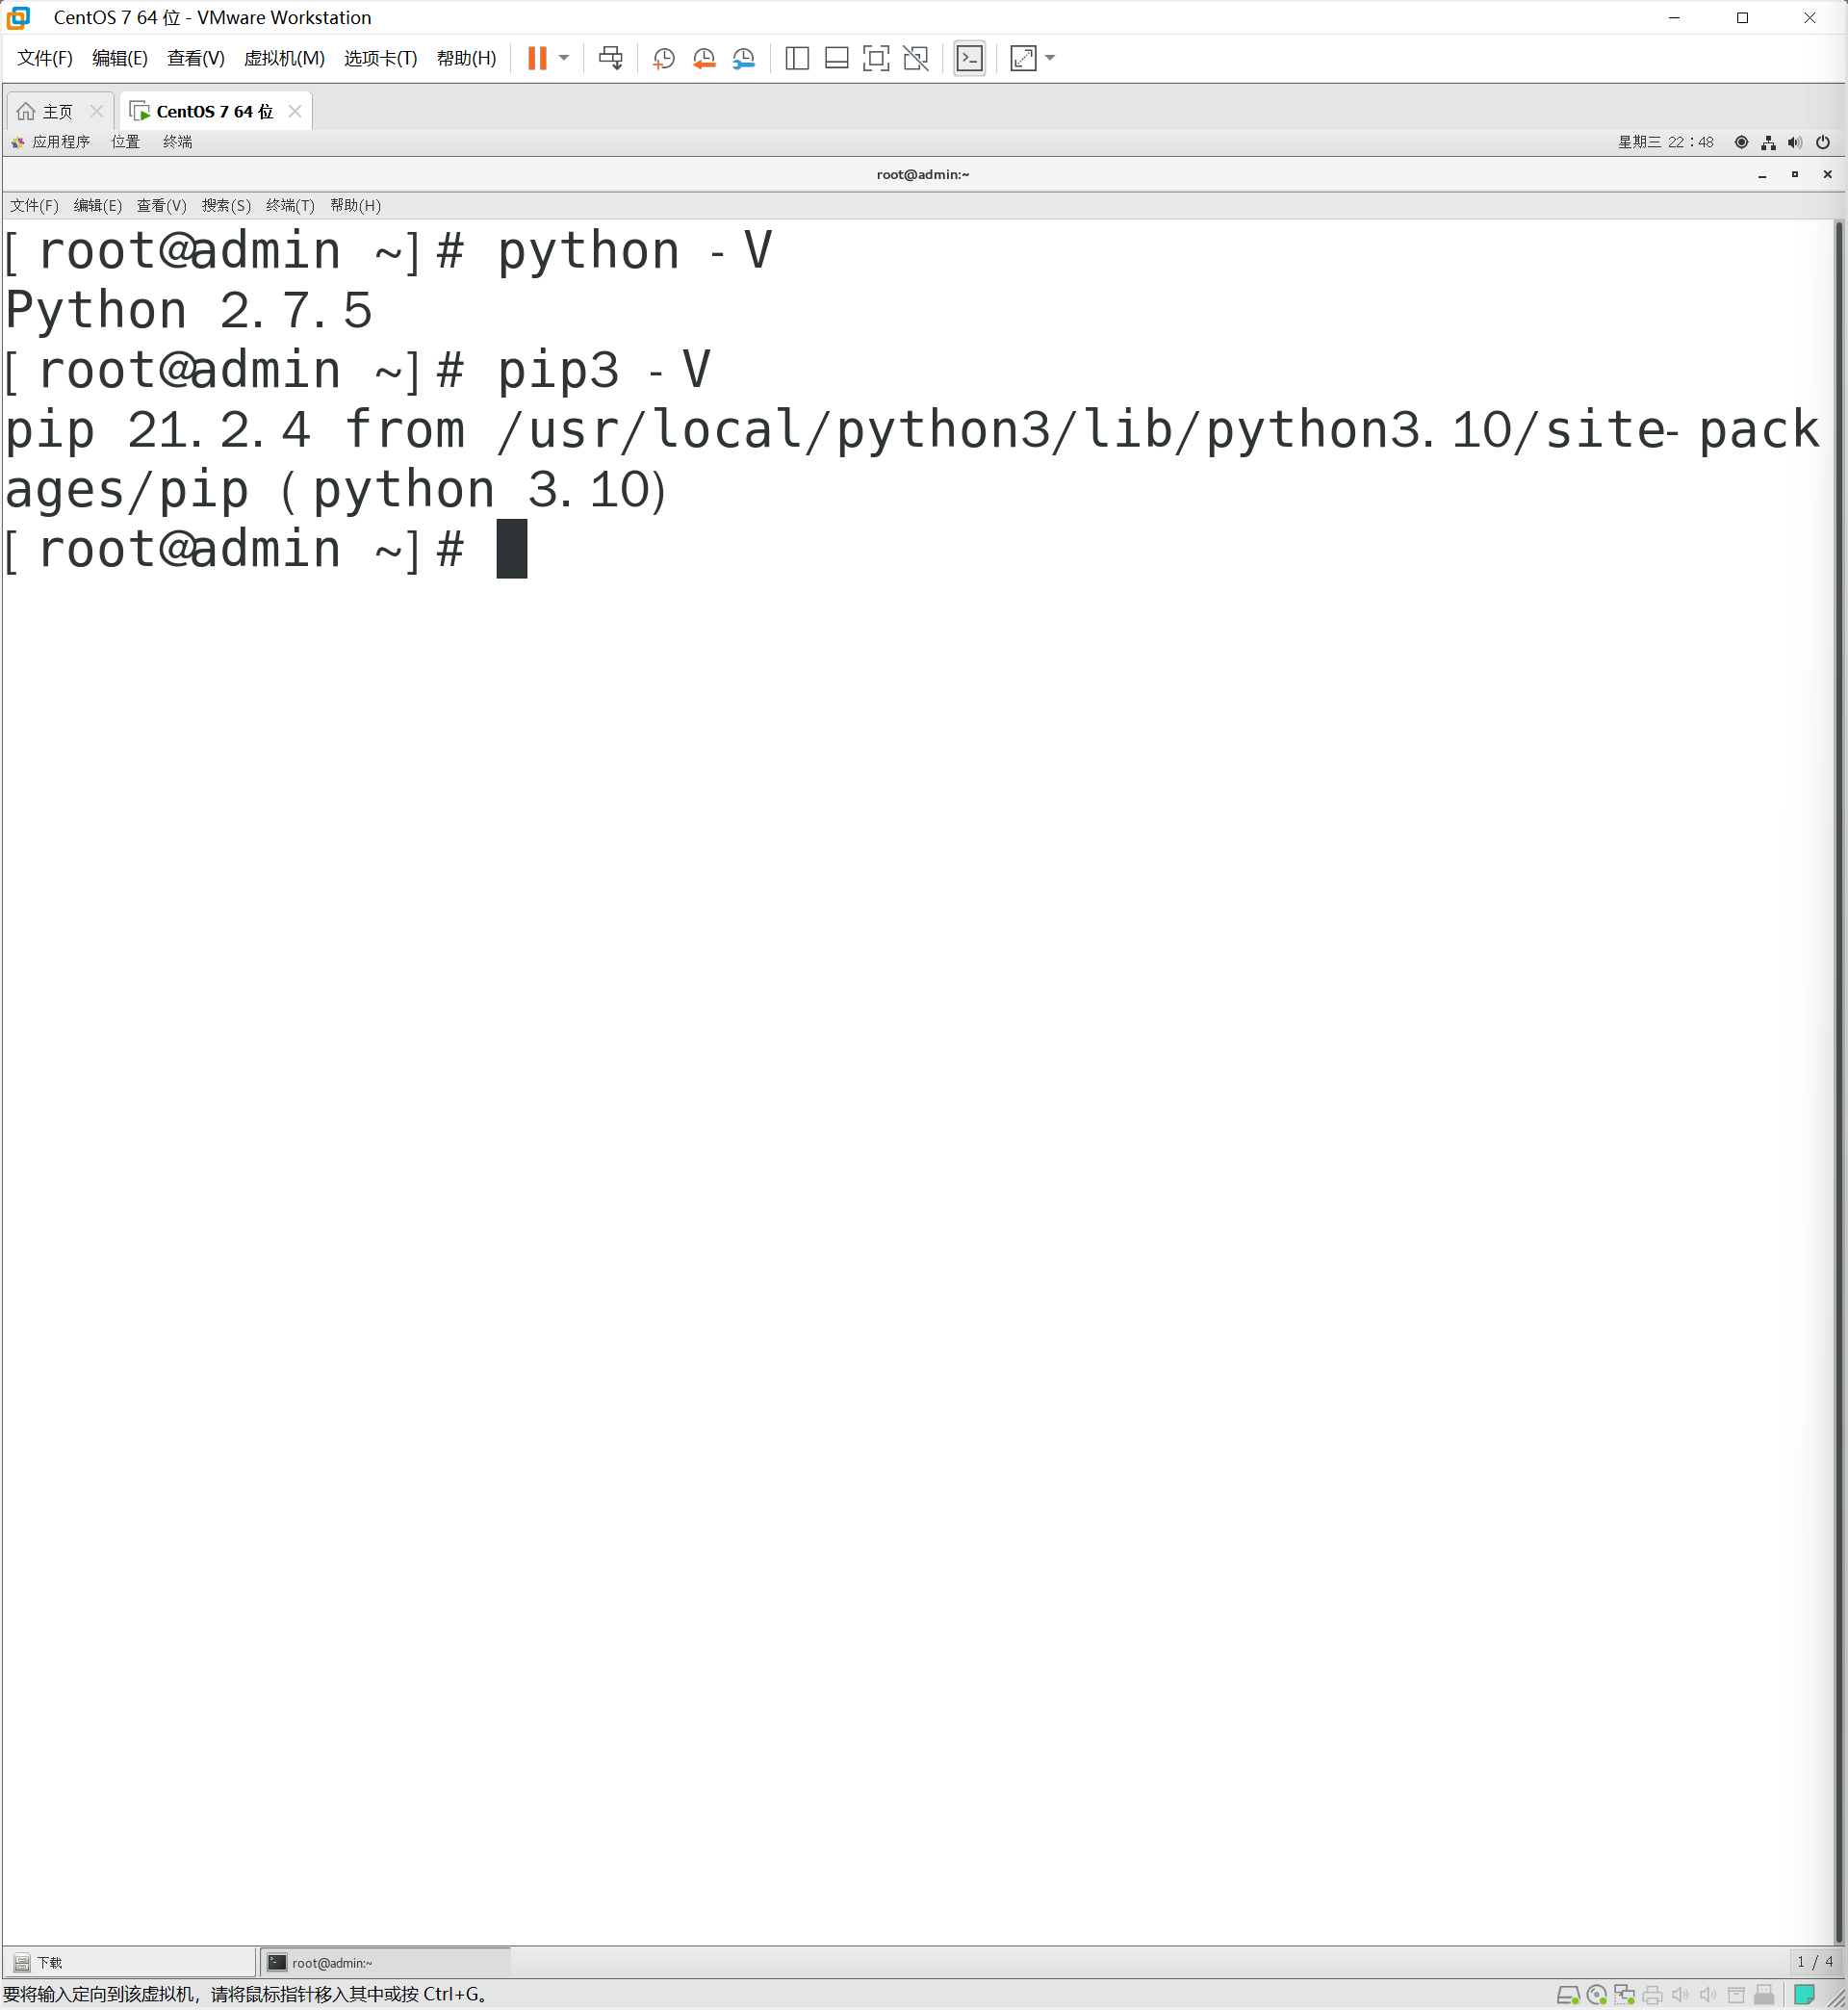 CentOS 7 64 位 - VMware Workstation
文件(F) 编辑(E) 查看(V) 虚拟机(M) 选项卡(T) 帮助(H)
主页 CentOS 7 64 位
应用程序 位置 终端 星期三 22：48
root@admin:~
文件(F) 编辑(E) 查看(V) 搜索(S) 终端(T) 帮助(H)
[root@admin ~]# python -V
Python 2.7.5
[root@admin ~]# pip3 -V
pip 21.2.4 from /usr/local/python3/lib/python3.10/site-pack
ages/pip (python 3.10)
[root@admin ~]#
下载 root@admin:~ 1 / 4
要将输入定向到该虚拟机，请将鼠标指针移入其中或按 Ctrl+G。